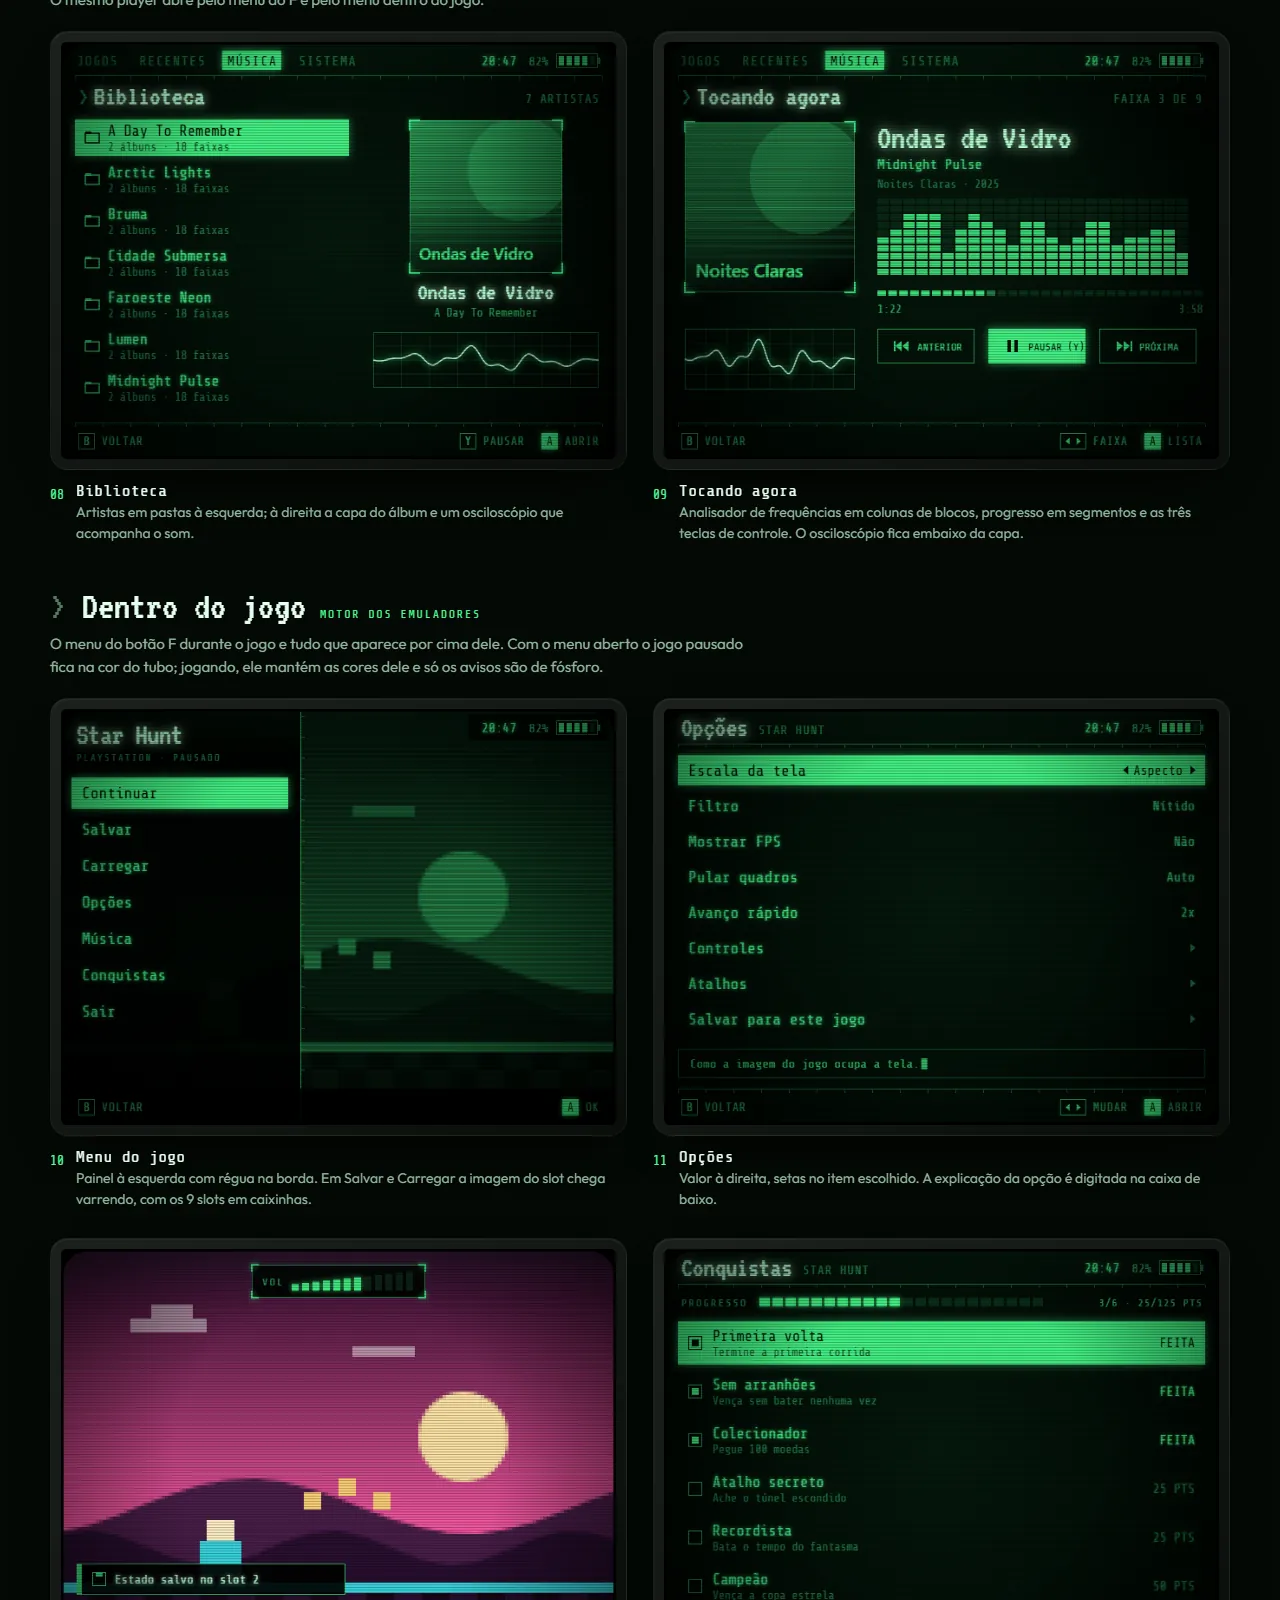 O mesmo player abre pelo menu do F e pelo menu dentro do jogo.
JOGOS RECENTES MÚSICA SISTEMA 20:47 82%
Biblioteca 7 ARTISTAS
A Day To Remember
2 álbuns · 18 faixas
Arctic Lights
2 álbuns · 18 faixas
Bruma
2 álbuns · 18 faixas
Cidade Submersa
2 álbuns · 18 faixas
Faroeste Neon
2 álbuns · 18 faixas
Lumen
2 álbuns · 18 faixas
Midnight Pulse
2 álbuns · 18 faixas
Ondas de Vidro
Ondas de Vidro
A Day To Remember
B VOLTAR Y PAUSAR A ABRIR
JOGOS RECENTES MÚSICA SISTEMA 20:47 82%
Tocando agora FAIXA 3 DE 9
Noites Claras
Ondas de Vidro
Midnight Pulse
Noites Claras · 2025
1:22 3:58
ANTERIOR PAUSAR (Y) PRÓXIMA
B VOLTAR FAIXA A LISTA
08 Biblioteca
Artistas em pastas à esquerda; à direita a capa do álbum e um osciloscópio que
acompanha o som.
09 Tocando agora
Analisador de frequências em colunas de blocos, progresso em segmentos e as três
teclas de controle. O osciloscópio fica embaixo da capa.
Dentro do jogo MOTOR DOS EMULADORES
O menu do botão F durante o jogo e tudo que aparece por cima dele. Com o menu aberto o jogo pausado
fica na cor do tubo; jogando, ele mantém as cores dele e só os avisos são de fósforo.
Star Hunt 20:47 82%
PLAYSTATION · PAUSADO
Continuar
Salvar
Carregar
Opções
Música
Conquistas
Sair
B VOLTAR A OK
Opções STAR HUNT 20:47 82%
Escala da tela Aspecto
Filtro Nítido
Mostrar FPS Não
Pular quadros Auto
Avanço rápido 2x
Controles
Atalhos
Salvar para este jogo
Como a imagem do jogo ocupa a tela.
B VOLTAR MUDAR A ABRIR
10 Menu do jogo
Painel à esquerda com régua na borda. Em Salvar e Carregar a imagem do slot chega
varrendo, com os 9 slots em caixinhas.
11 Opções
Valor à direita, setas no item escolhido. A explicação da opção é digitada na caixa de
baixo.
VOL
Estado salvo no slot 2
Conquistas STAR HUNT 20:47 82%
PROGRESSO 3/6 · 25/125 PTS
Primeira volta FEITA
Termine a primeira corrida
Sem arranhões FEITA
Vença sem bater nenhuma vez
Colecionador FEITA
Pegue 100 moedas
Atalho secreto 25 PTS
Ache o túnel escondido
Recordista 25 PTS
Bata o tempo do fantasma
Campeão 50 PTS
Vença a copa estrela